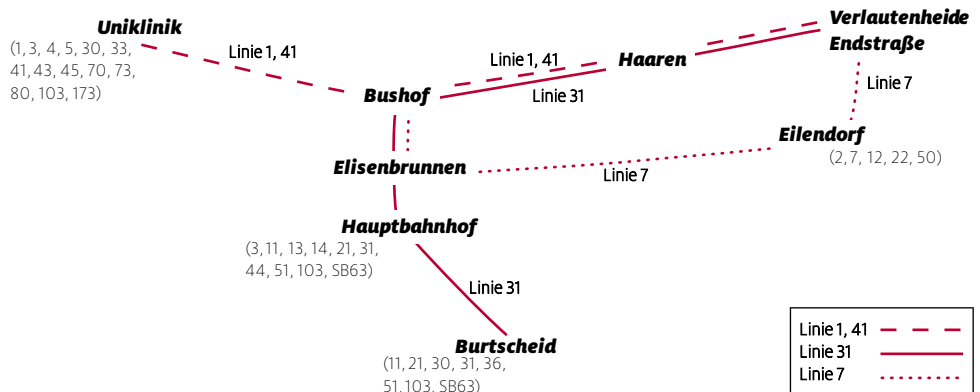 Uniklinik
(1, 3, 4, 5, 30, 33,
41, 43, 45, 70, 73,
80, 103, 173)
Linie 1, 41
Bushof
Linie 1, 41
Linie 31
Haaren
Verlautenheide
Endstraße
Linie 7
Eilendorf
(2, 7, 12, 22, 50)
Elisenbrunnen
Linie 7
Hauptbahnhof
(3, 11, 13, 14, 21, 31,
44, 51, 103, SB63)
Linie 31
Burtscheid
(11, 21, 30, 31, 36,
51, 103, SB63)
Linie 1, 41
Linie 31
Linie 7